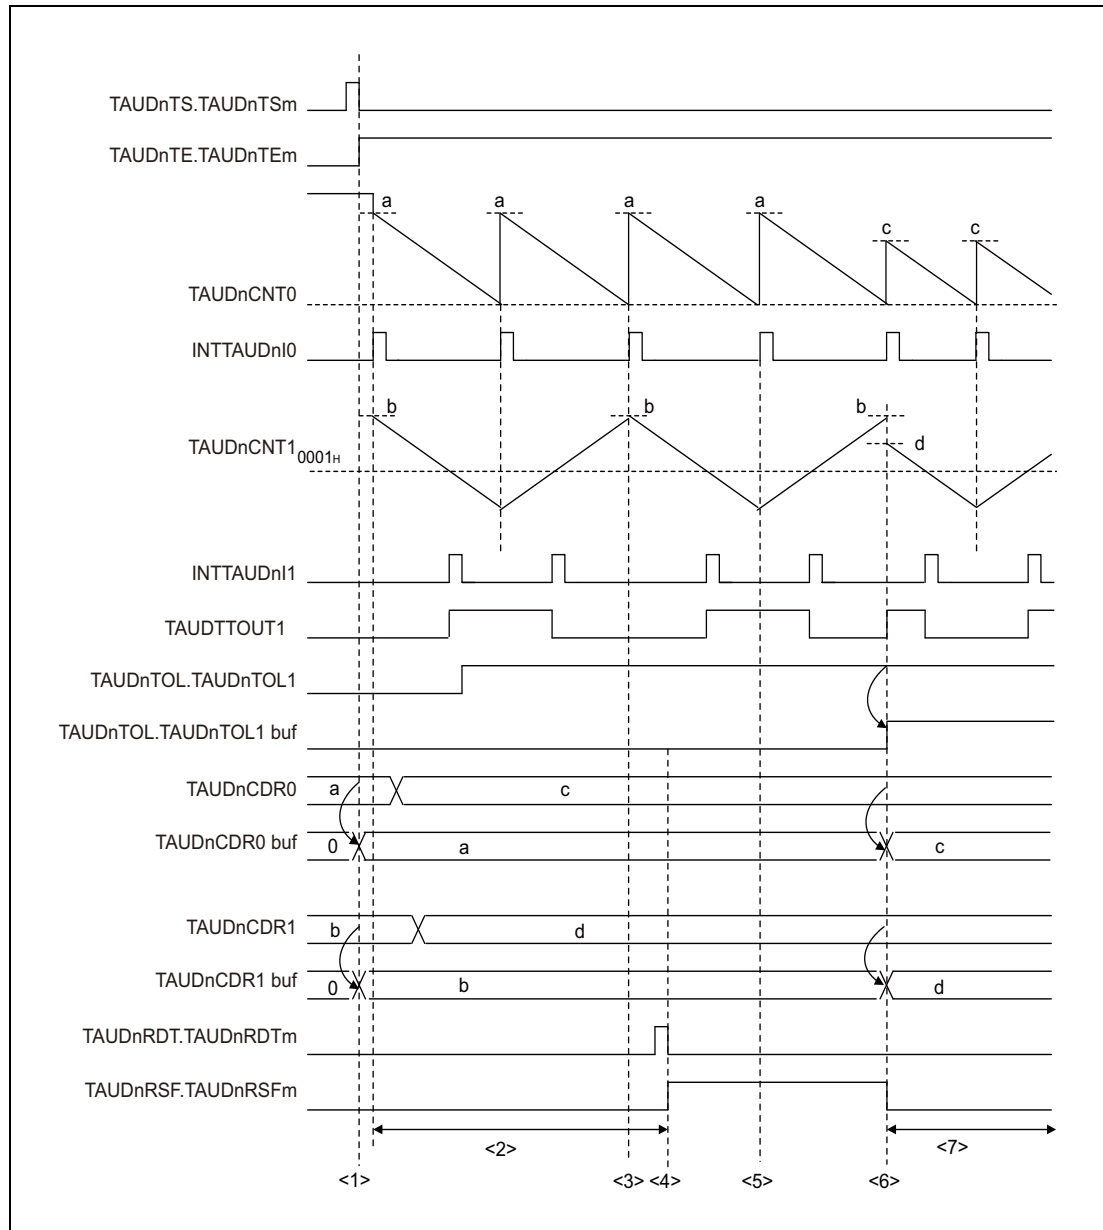 TAUDnTS.TAUDnTSm
TAUDnTE.TAUDnTEm
a a a a c c
TAUDnCNT0
INTTAUDnI0
b b b
TAUDnCNT1 0001H d
INTTAUDnI1
TAUDTTOUT1
TAUDnTOL.TAUDnTOL1
TAUDnTOL.TAUDnTOL1 buf
TAUDnCDR0 a c
TAUDnCDR0 buf 0 a c
TAUDnCDR1 b d
TAUDnCDR1 buf 0 b d
TAUDnRDT.TAUDnRDTm
TAUDnRSF.TAUDnRSFm
<2> <7>
<1> <3> <4> <5> <6>